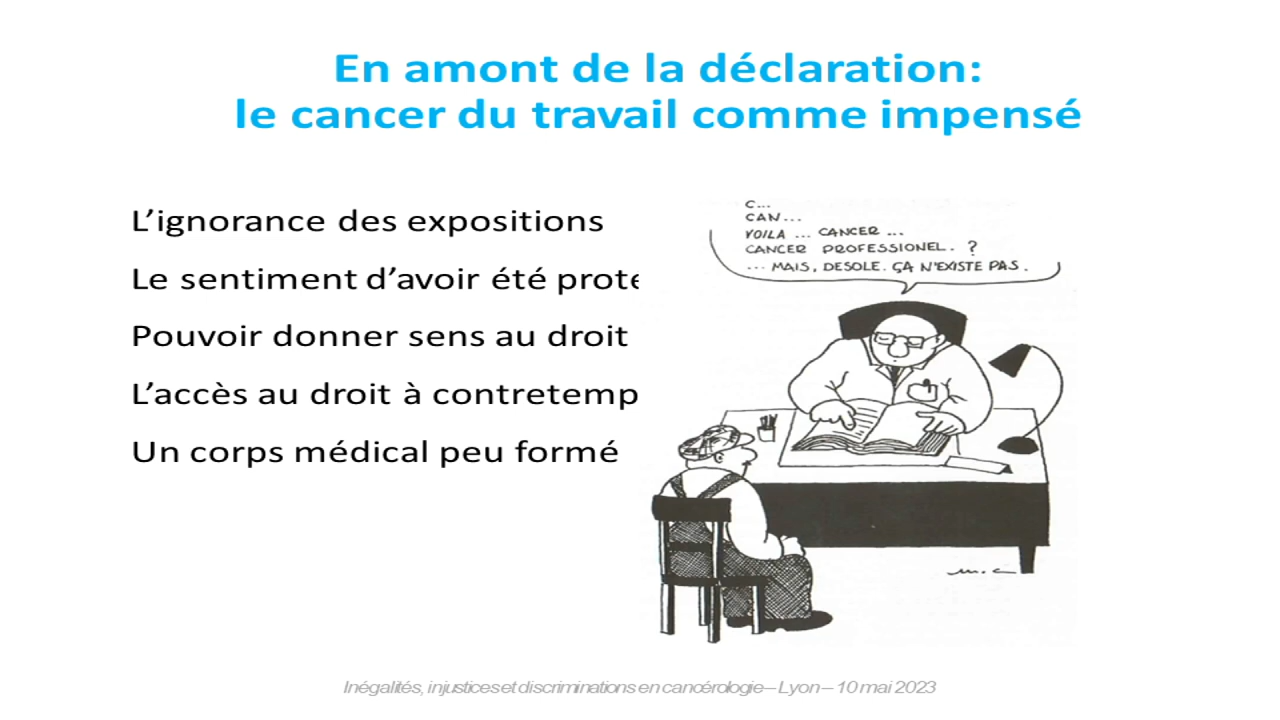 En amont de la déclaration:
le cancer du travail comme impensé
L’ignorance des expositions
Le sentiment d’avoir été proté
Pouvoir donner sens au droit
L’accès au droit à contretemp
Un corps médical peu formé
C...
CAN...
VOILA ... CANCER ...
CANCER PROFESSIONEL. ?
... MAIS, DESOLE. ÇA N'EXISTE PAS.
Inégalités, injustices et discriminations en cancérologie – Lyon – 10 mai 2023